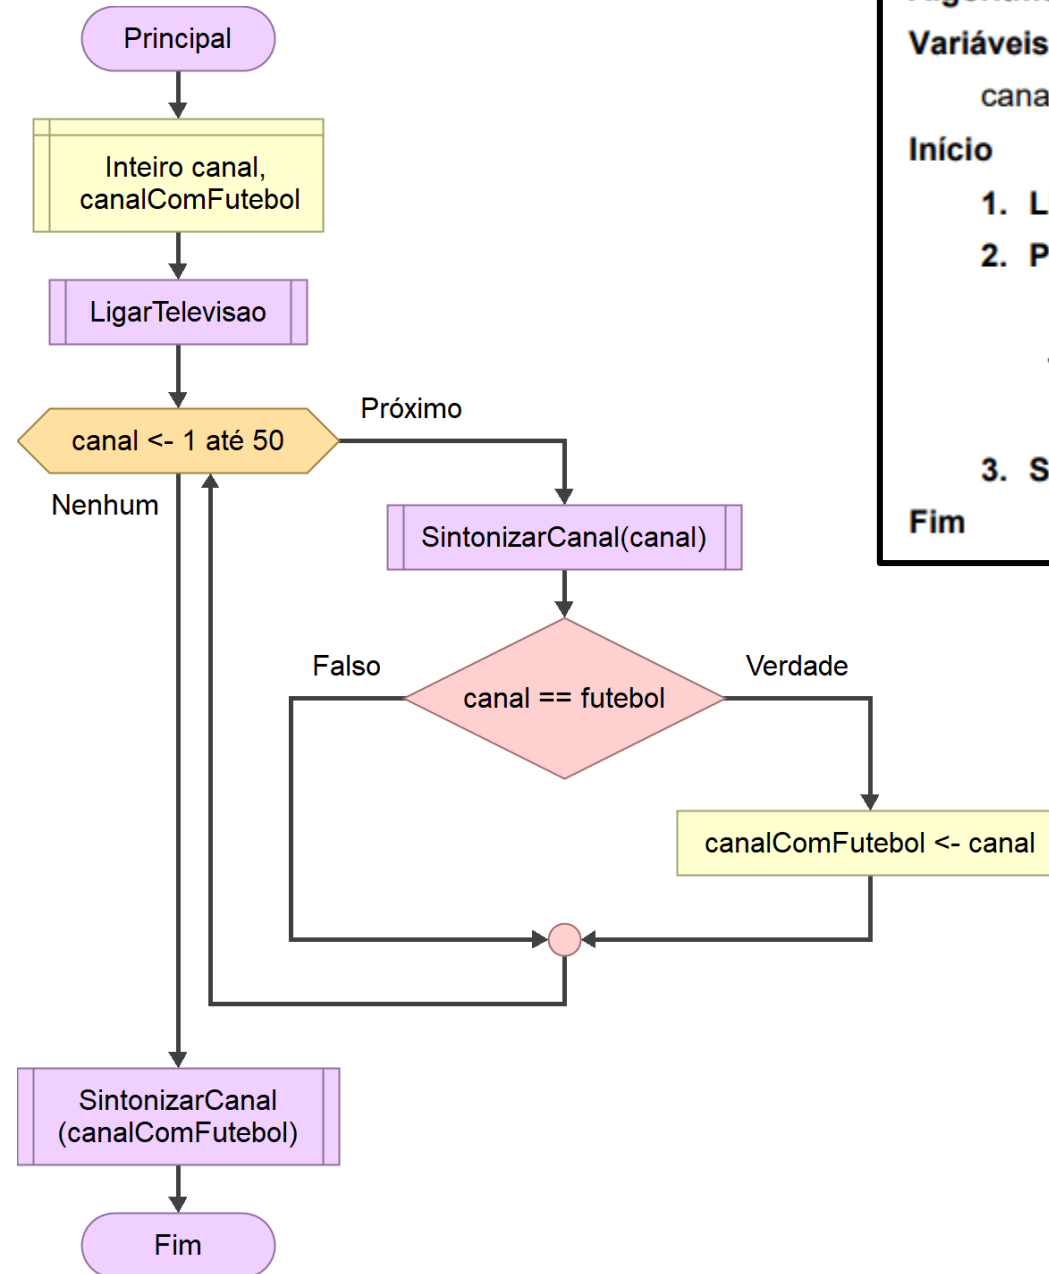 Principal
Inteiro canal,
canalComFutebol
LigarTelevisao
canal <- 1 até 50
Próximo
Nenhum
SintonizarCanal(canal)
Falso
canal == futebol
Verdade
canalComFutebol <- canal
SintonizarCanal
(canalComFutebol)
Fim
Variáveis
cana
Início
1. L
2. P
3. S
Fim